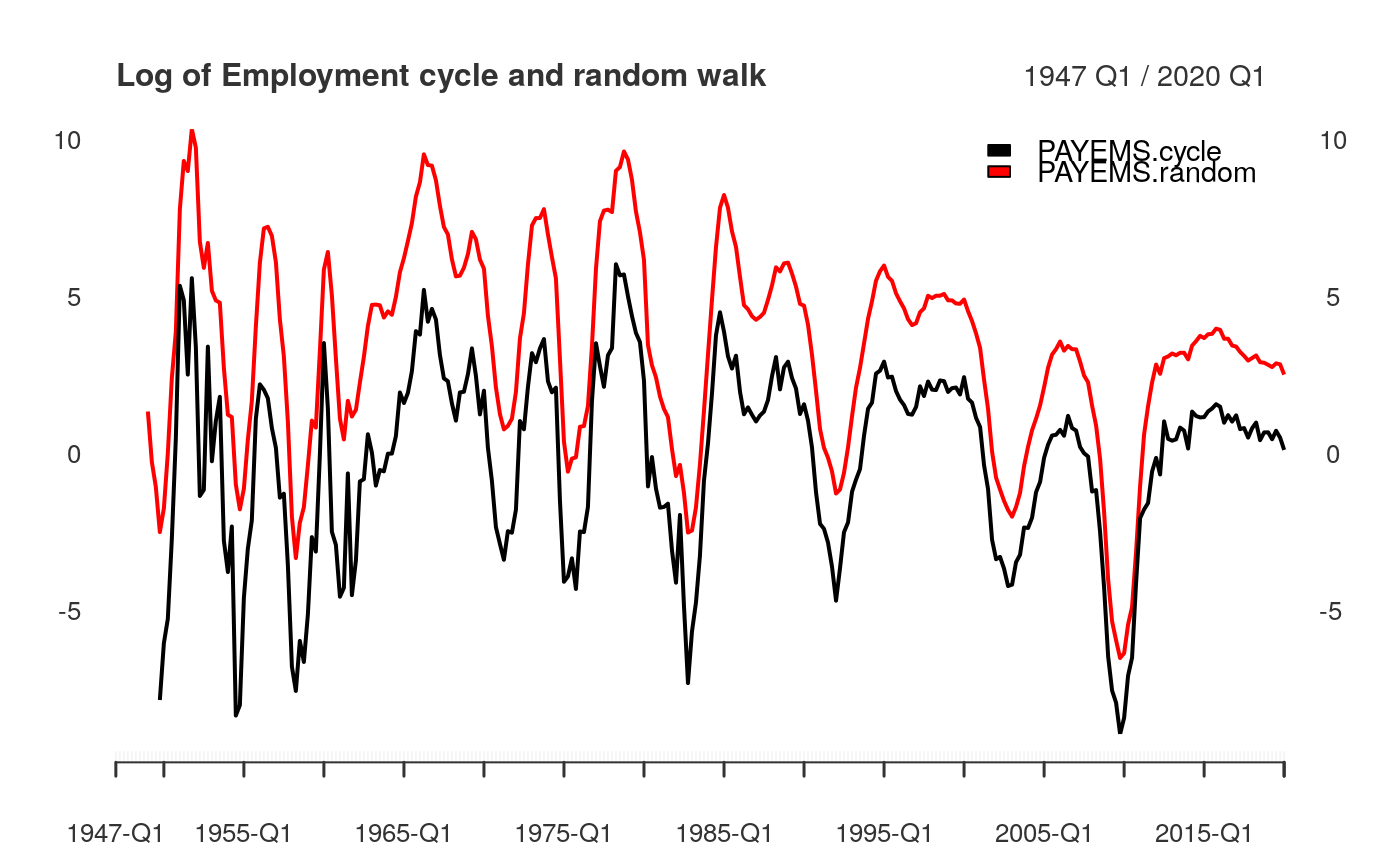 Log of Employment cycle and random walk
1947 Q1 / 2020 Q1
PAYEMS.cycle
PAYEMS.random
10 10
5 5
0 0
-5 -5
1947-Q1 1955-Q1 1965-Q1 1975-Q1 1985-Q1 1995-Q1 2005-Q1 2015-Q1